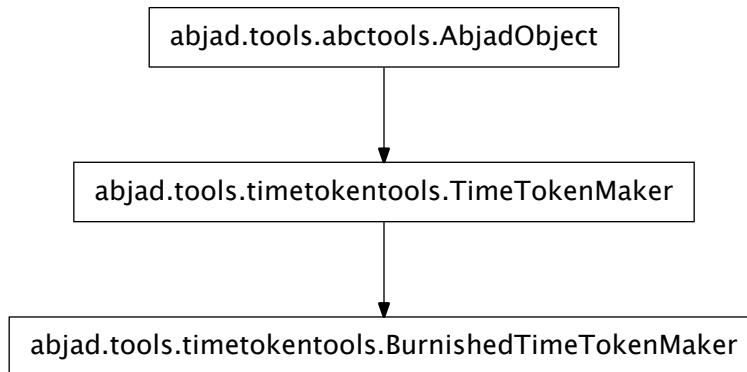 abjad.tools.abctools.AbjadObject
abjad.tools.timetokentools.TimeTokenMaker
abjad.tools.timetokentools.BurnishedTimeTokenMaker